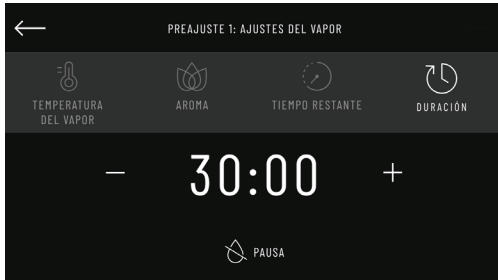 PREAJUSTE 1: AJUSTES DEL VAPOR
TEMPERATURA
DEL VAPOR
AROMA
TIEMPO RESTANTE
DURACIÓN
30:00
PAUSA